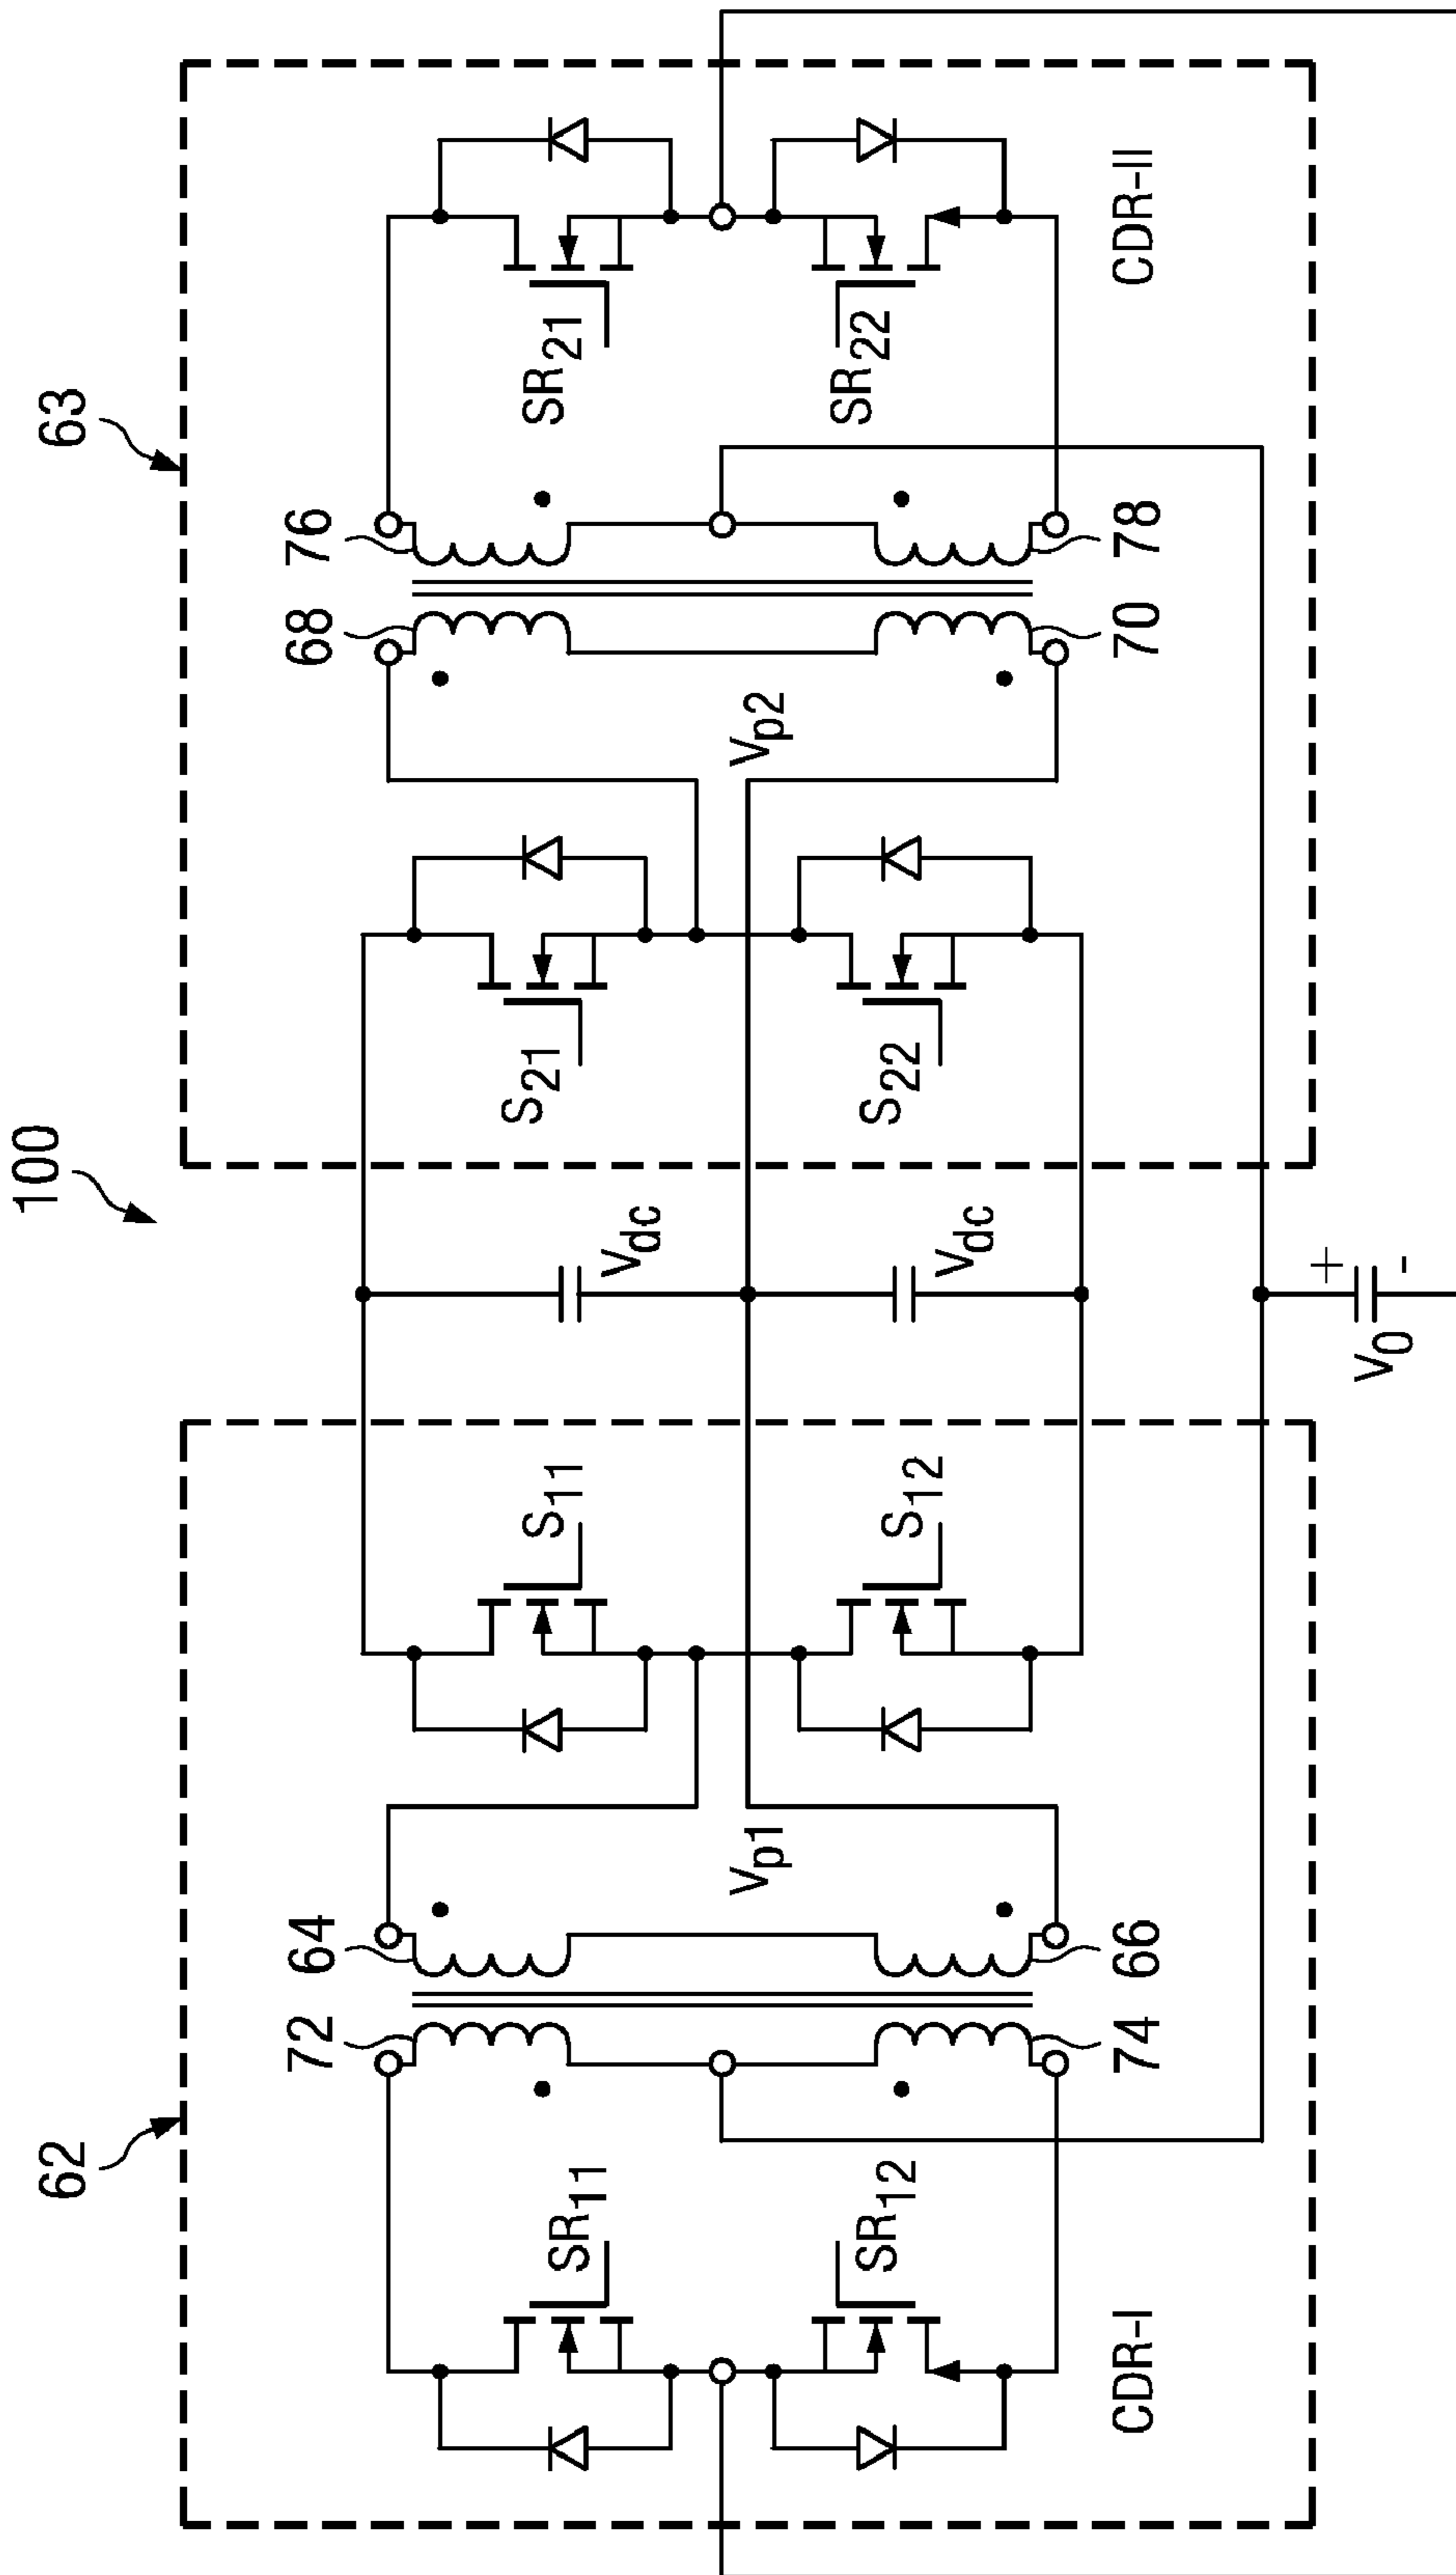 100
62
63
72
64
68
76
SR11
S11
S21
SR21
Vdc
Vp1
Vp2
SR12
S12
S22
SR22
Vdc
74
66
70
78
CDR-I
CDR-II
+
V0
-